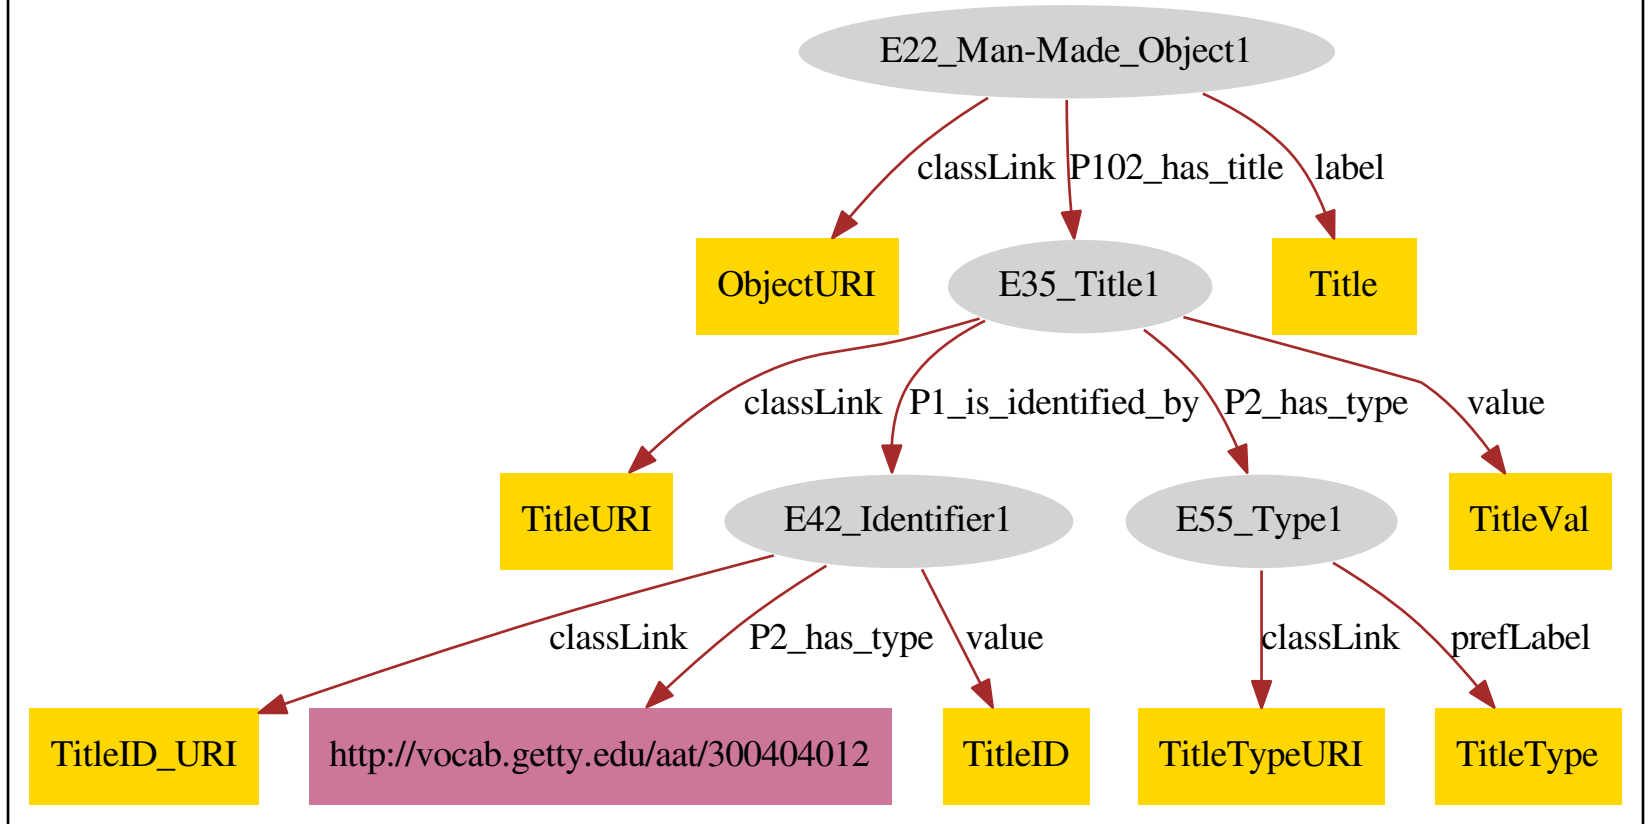 E22_Man-Made_Object1
classLink P102_has_title label
ObjectURI E35_Title1 Title
classLink P1_is_identified_by P2_has_type value
TitleURI E42_Identifier1 E55_Type1 TitleVal
classLink P2_has_type value classLink prefLabel
TitleID_URI http://vocab.getty.edu/aat/300404012 TitleID TitleTypeURI TitleType